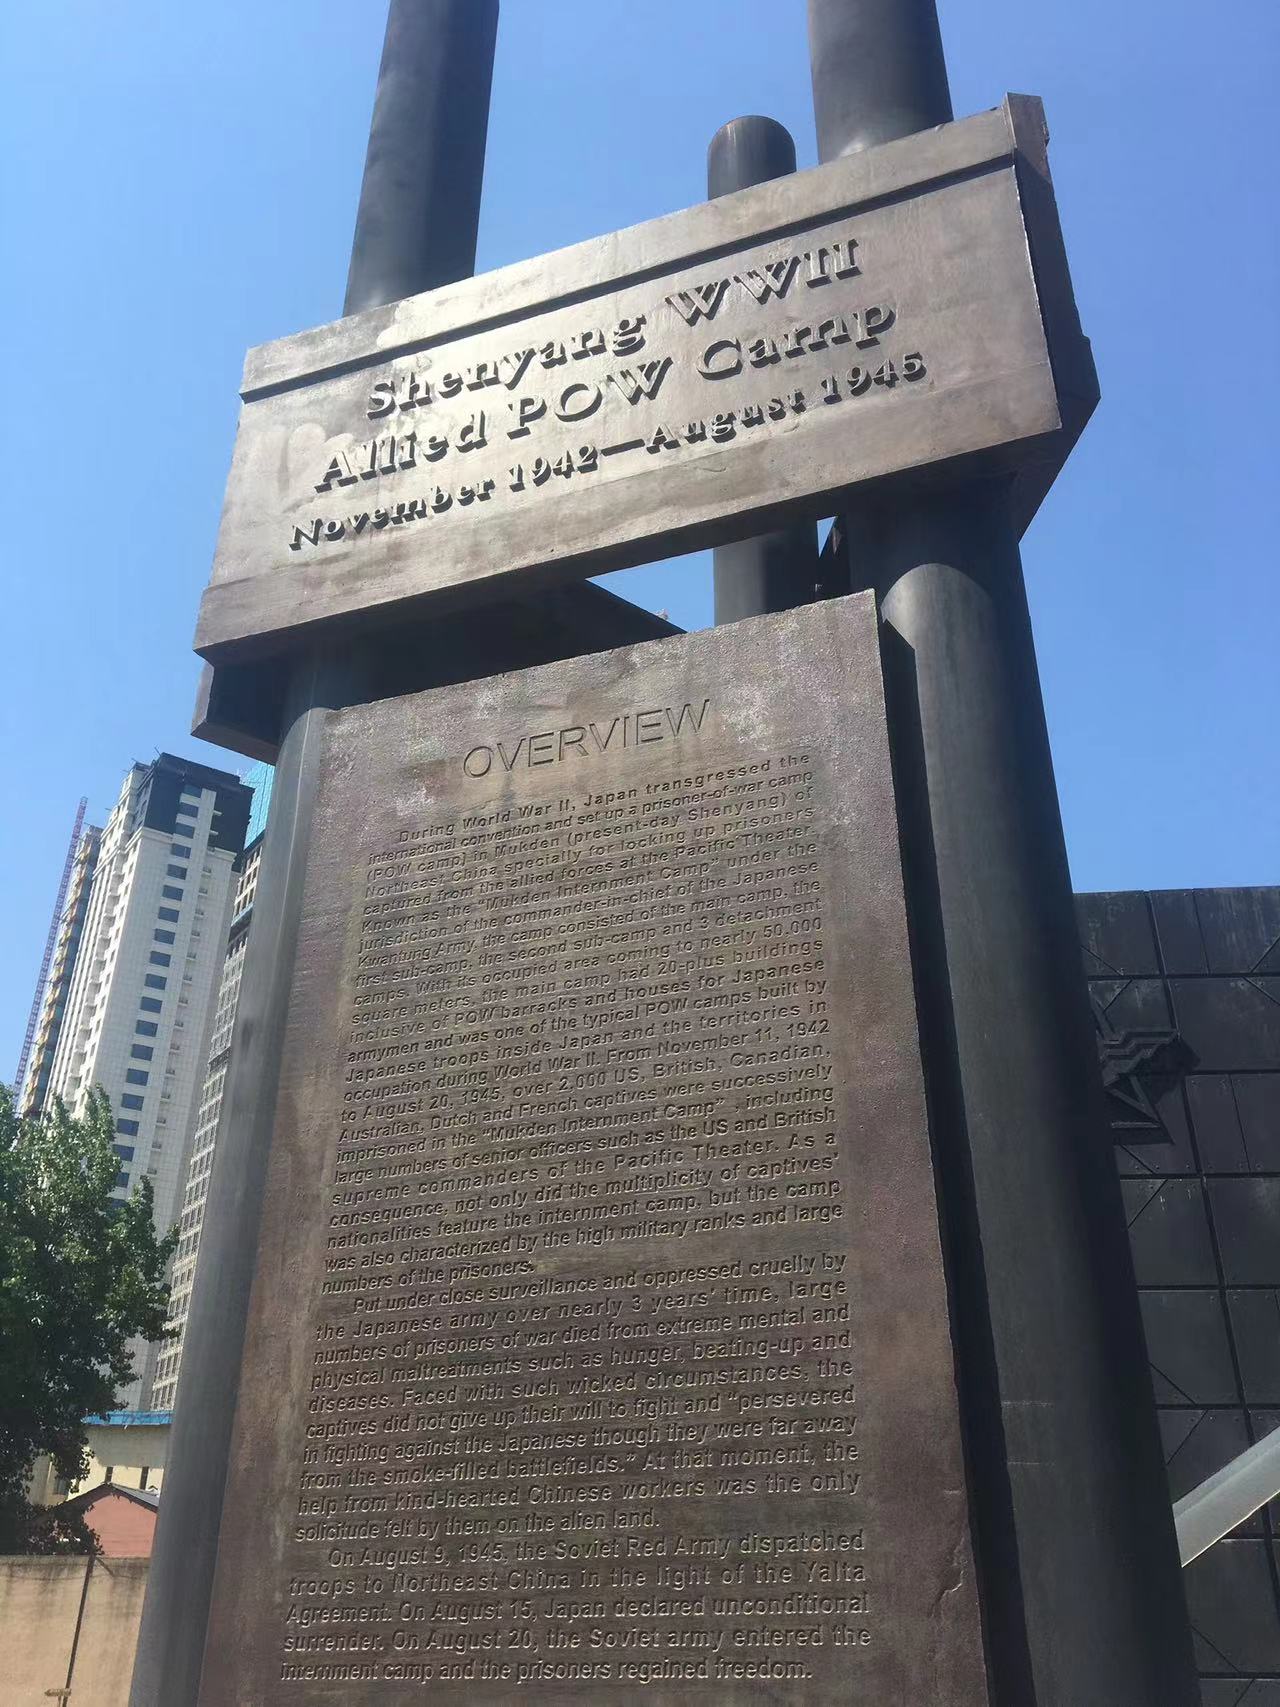 Shenyang WWII
Allied POW Camp
November 1942—August 1945
OVERVIEW
During World War II, Japan transgressed the
international convention and set up a prisoner-of-war camp
(POW camp) in Mukden (present-day Shenyang) of
Northeast China specially for locking up prisoners
captured from the allied forces at the Pacific Theater.
Known as the "Mukden Internment Camp" under the
jurisdiction of the commander-in-chief of the Japanese
Kwantung Army, the camp consisted of the main camp, the
first sub-camp, the second sub-camp and 3 detachment
camps. With its occupied area coming to nearly 50,000
square meters, the main camp had 20-plus buildings
inclusive of POW barracks and houses for Japanese
armymen and was one of the typical POW camps built by
Japanese troops inside Japan and the territories in
occupation during World War II. From November 11, 1942
to August 20, 1945, over 2,000 US, British, Canadian,
Australian, Dutch and French captives were successively
imprisoned in the "Mukden Internment Camp", including
large numbers of senior officers such as the US and British
supreme commanders of the Pacific Theater. As a
consequence, not only did the multiplicity of captives'
nationalities feature the internment camp, but the camp
was also characterized by the high military ranks and large
numbers of the prisoners.
Put under close surveillance and oppressed cruelly by
the Japanese army over nearly 3 years' time, large
numbers of prisoners of war died from extreme mental and
physical maltreatments such as hunger, beating-up and
diseases. Faced with such wicked circumstances, the
captives did not give up their will to fight and "persevered
in fighting against the Japanese though they were far away
from the smoke-filled battlefields." At that moment, the
help from kind-hearted Chinese workers was the only
solicitude felt by them on the alien land.
On August 9, 1945, the Soviet Red Army dispatched
troops to Northeast China in the light of the Yalta
Agreement. On August 15, Japan declared unconditional
surrender. On August 20, the Soviet army entered the
internment camp and the prisoners regained freedom.